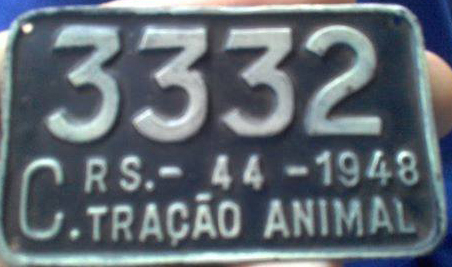 3332
RS.- 44 -1948
C.TRAÇÃO ANIMAL